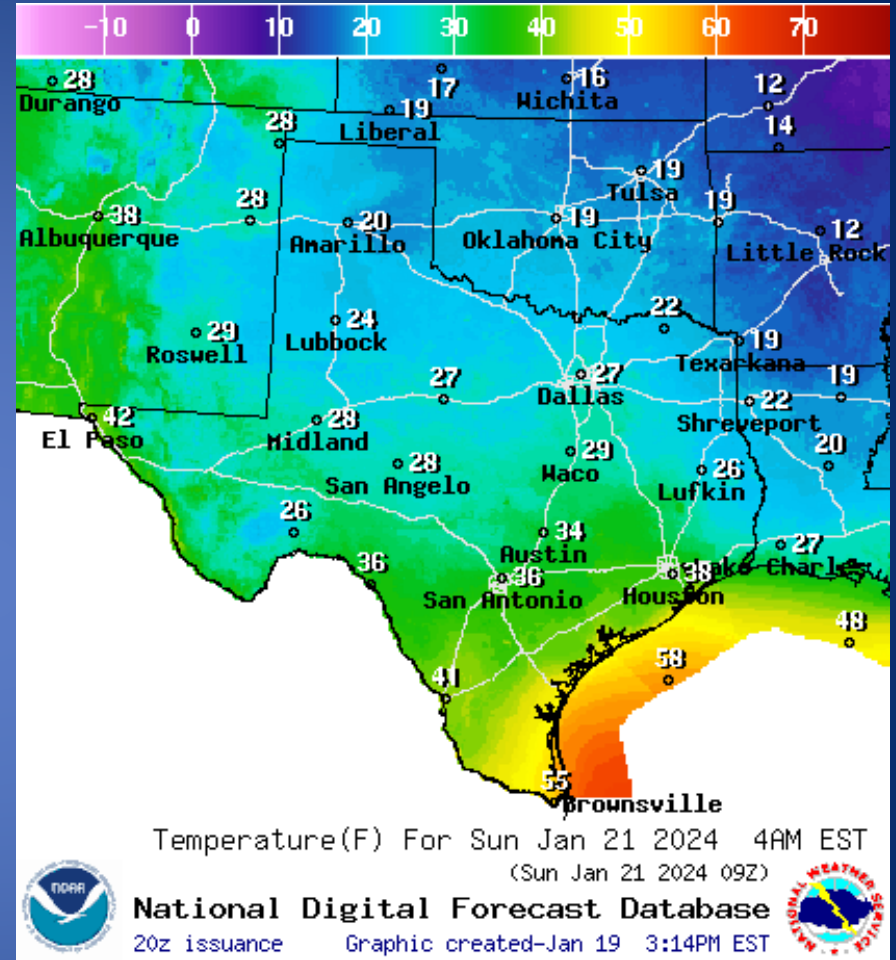 -10 0 10 20 30 40 50 60 70
28
Durango
17
19
Liberal
16
Wichita
12
14
28
38
Albuquerque
28
20
Amarillo
19
Tulsa
19
Oklahoma City
19
12
Little Rock
29
Roswell
24
Lubbock
22
19
Texarkana
27
27
Dallas
22
Shreveport
19
42
El Paso
28
Midland
28
San Angelo
29
Waco
26
Lufkin
20
26
34
Austin
27
Lake Charles
36
36
San Antonio
38
Houston
48
58
41
55
Brownsville
Temperature(F) For Sun Jan 21 2024 4AM EST
(Sun Jan 21 2024 09Z)
NOAA
National Digital Forecast Database
20z issuance Graphic created-Jan 19 3:14PM EST
NATIONAL WEATHER SERVICE